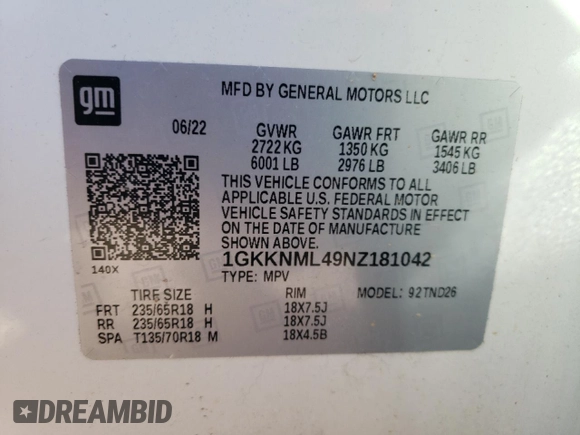 gm
MFD BY GENERAL MOTORS LLC
06/22 GVWR GAWR FRT GAWR RR
2722 KG 1350 KG 1545 KG
6001 LB 2976 LB 3406 LB
THIS VEHICLE CONFORMS TO ALL
APPLICABLE U.S. FEDERAL MOTOR
VEHICLE SAFETY STANDARDS IN EFFECT
ON THE DATE OF MANUFACTURE
SHOWN ABOVE.
140X
1GKKNML49NZ181042
TYPE: MPV
TIRE SIZE RIM MODEL: 92TND26
FRT 235/65R18 H 18X7.5J
RR 235/65R18 H 18X7.5J
SPA T135/70R18 M 18X4.5B
DREAMBID